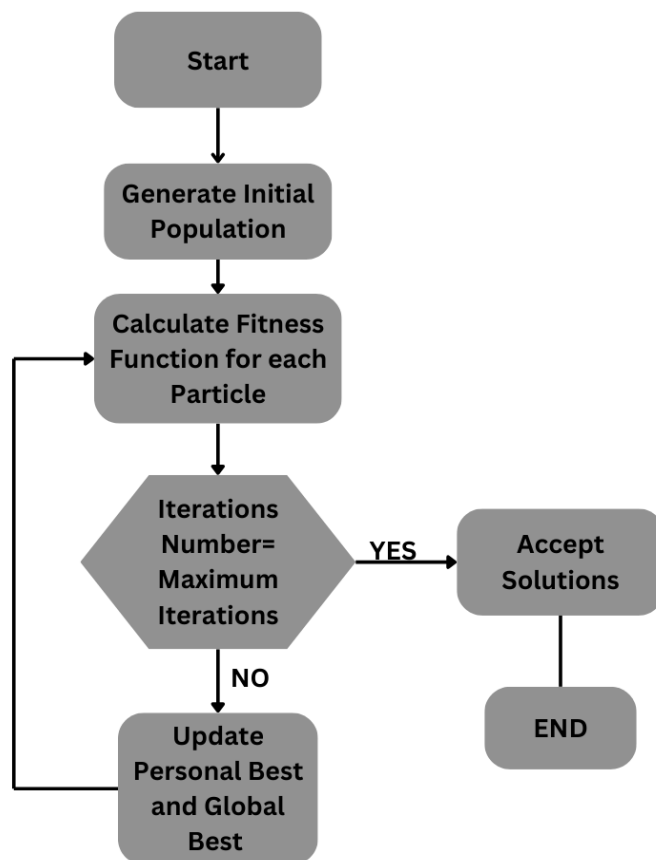 Start
Generate Initial
Population
Calculate Fitness
Function for each
Particle
Iterations
Number=
Maximum
Iterations
YES
Accept
Solutions
NO
END
Update
Personal Best
and Global
Best